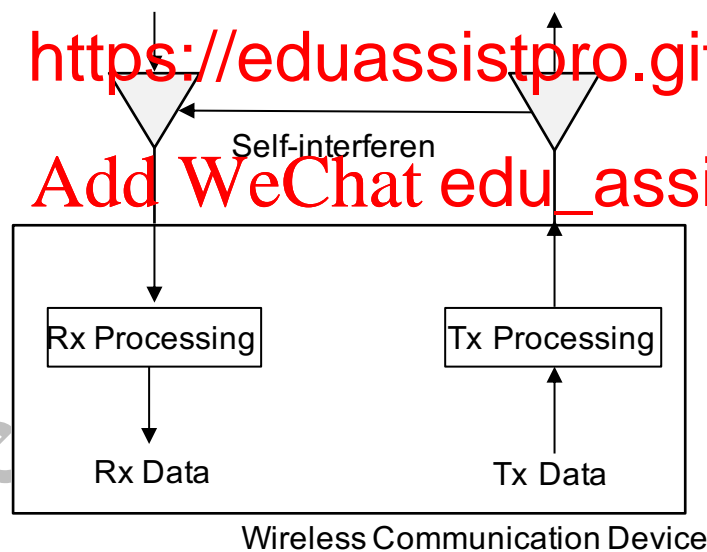 https://eduassistpro.gi
Self-interferen
Add WeChat edu_assi
Rx Processing
Tx Processing
Rx Data
Tx Data
Wireless Communication Device